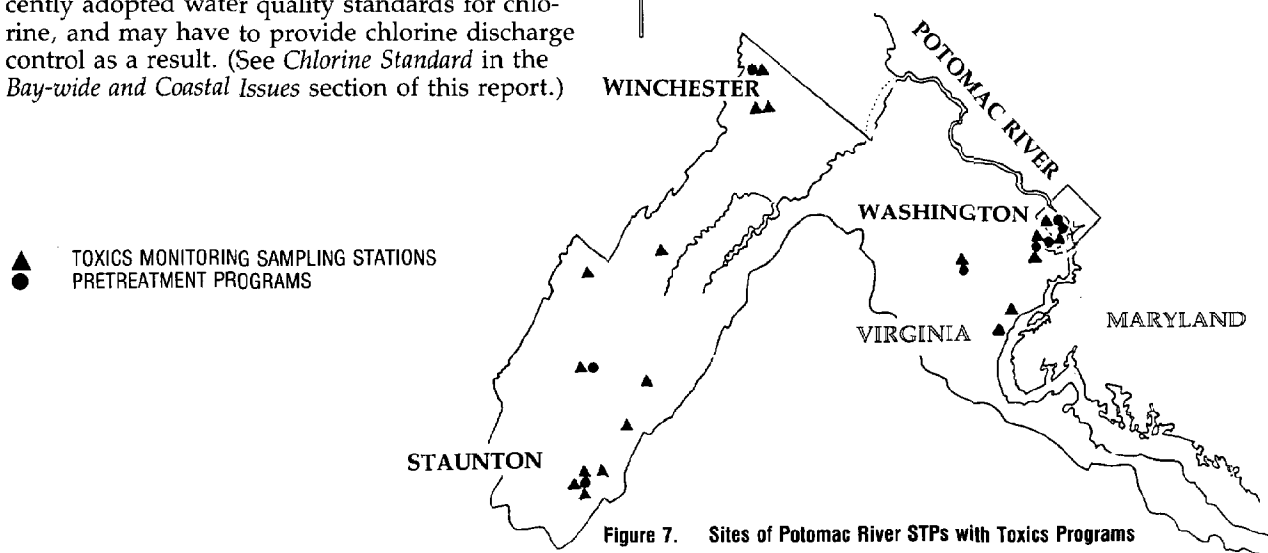 cently adopted water quality standards for chlo-
rine, and may have to provide chlorine discharge
control as a result. (See Chlorine Standard in the
Bay-wide and Coastal Issues section of this report.)
POTOMAC RIVER
WINCHESTER
WASHINGTON
TOXICS MONITORING SAMPLING STATIONS
PRETREATMENT PROGRAMS
VIRGINIA
MARYLAND
STAUNTON
Figure 7. Sites of Potomac River STPs with Toxics Programs